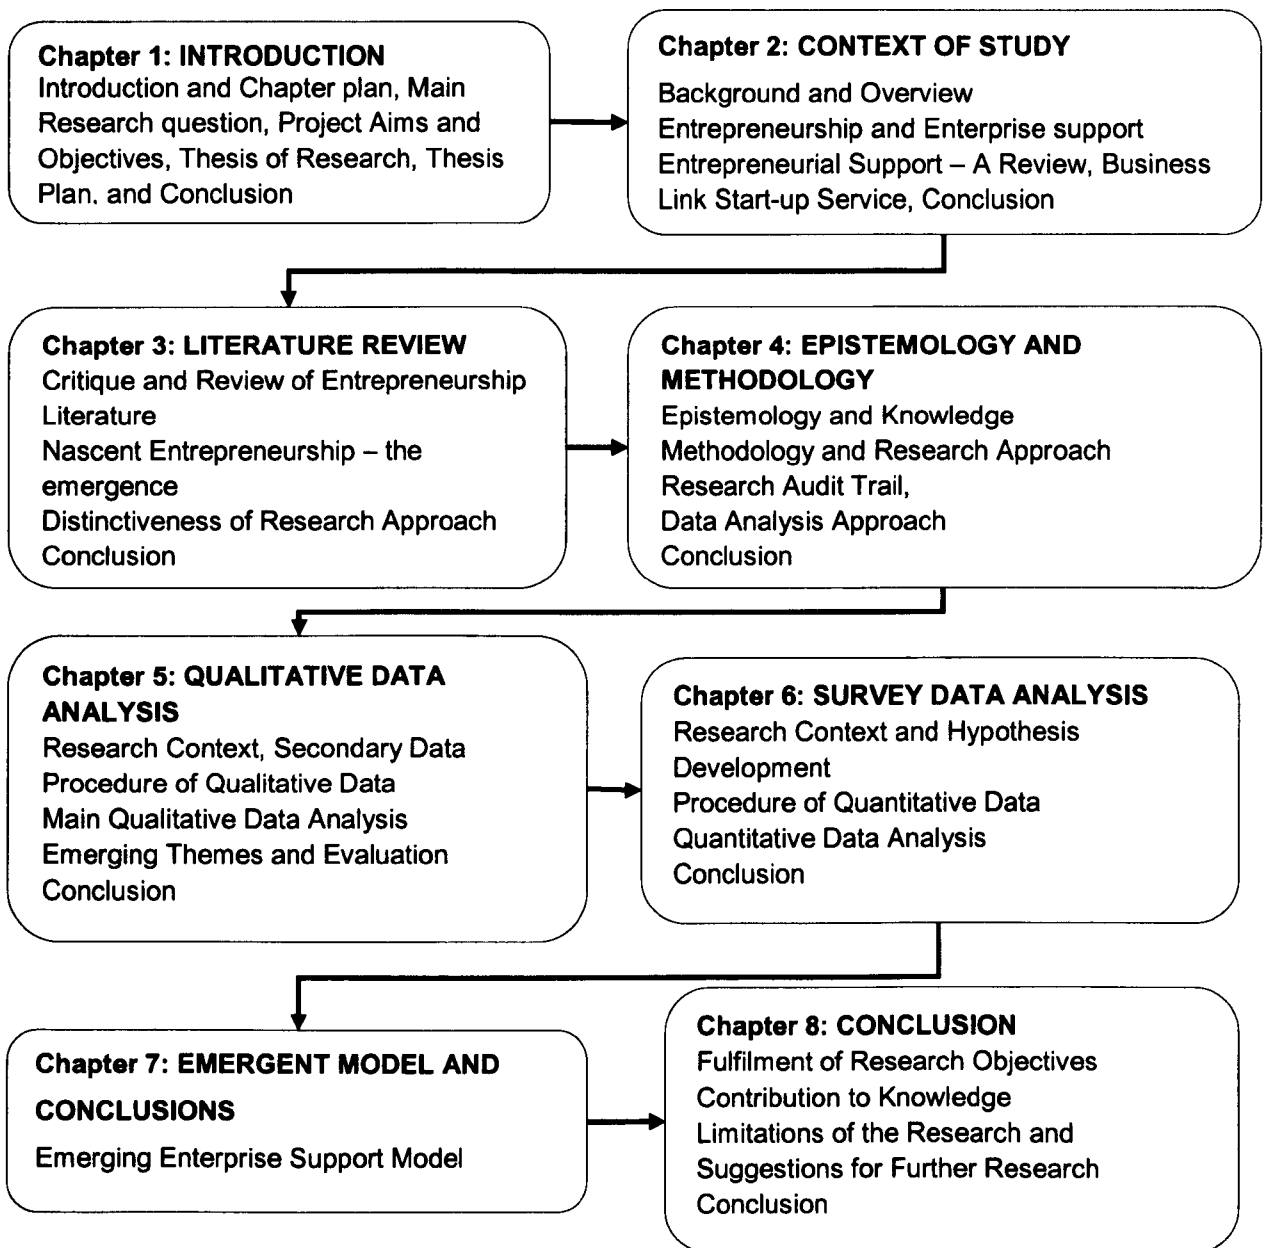 Chapter 1: INTRODUCTION
Introduction and Chapter plan, Main
Research question, Project Aims and
Objectives, Thesis of Research, Thesis
Plan. and Conclusion
Chapter 2: CONTEXT OF STUDY
Background and Overview
Entrepreneurship and Enterprise support
Entrepreneurial Support – A Review, Business
Link Start-up Service, Conclusion
Chapter 3: LITERATURE REVIEW
Critique and Review of Entrepreneurship
Literature
Nascent Entrepreneurship – the
emergence
Distinctiveness of Research Approach
Conclusion
Chapter 4: EPISTEMOLOGY AND
METHODOLOGY
Epistemology and Knowledge
Methodology and Research Approach
Research Audit Trail,
Data Analysis Approach
Conclusion
Chapter 5: QUALITATIVE DATA
ANALYSIS
Research Context, Secondary Data
Procedure of Qualitative Data
Main Qualitative Data Analysis
Emerging Themes and Evaluation
Conclusion
Chapter 6: SURVEY DATA ANALYSIS
Research Context and Hypothesis
Development
Procedure of Quantitative Data
Quantitative Data Analysis
Conclusion
Chapter 7: EMERGENT MODEL AND
CONCLUSIONS
Emerging Enterprise Support Model
Chapter 8: CONCLUSION
Fulfilment of Research Objectives
Contribution to Knowledge
Limitations of the Research and
Suggestions for Further Research
Conclusion